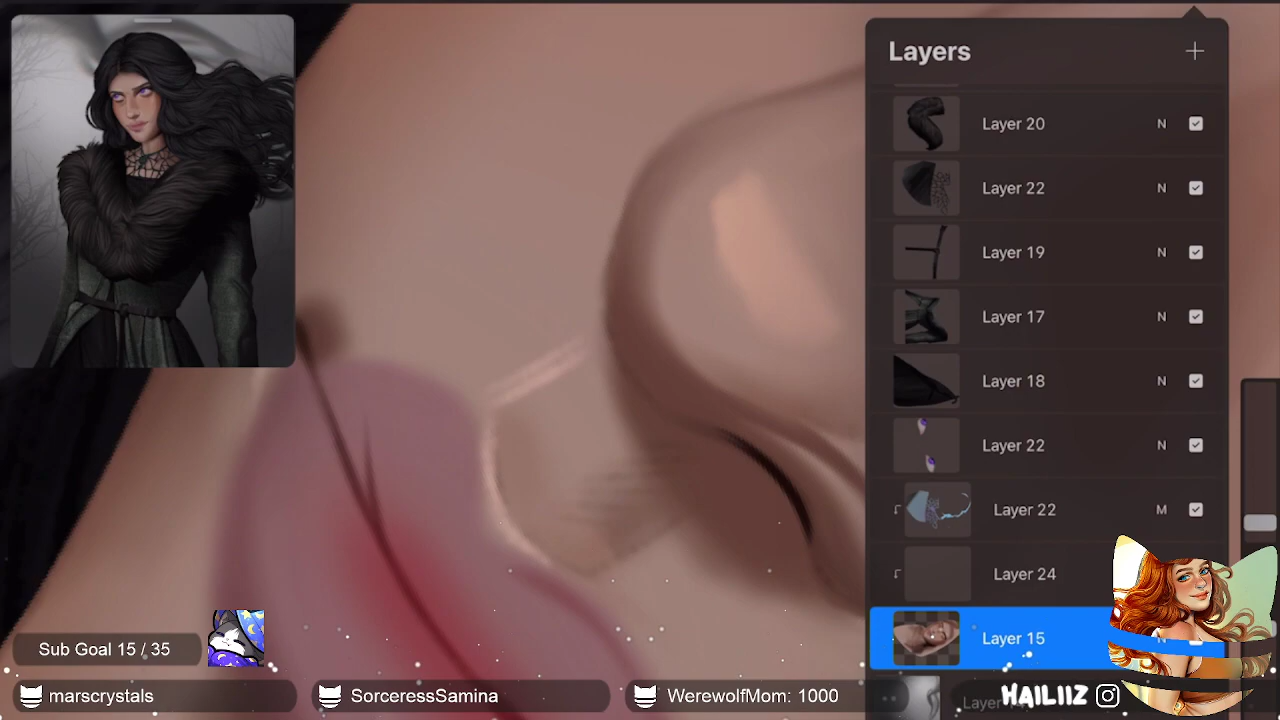 Layers
Layer 20 N
Layer 22 N
Layer 19 N
Layer 17 N
Layer 18 N
Layer 22 N
Layer 22 M
Layer 24
Layer 15 N
Layer
Sub Goal 15 / 35
marscrystals
SorceressSamina
WerewolfMom: 1000
HAILIIZ